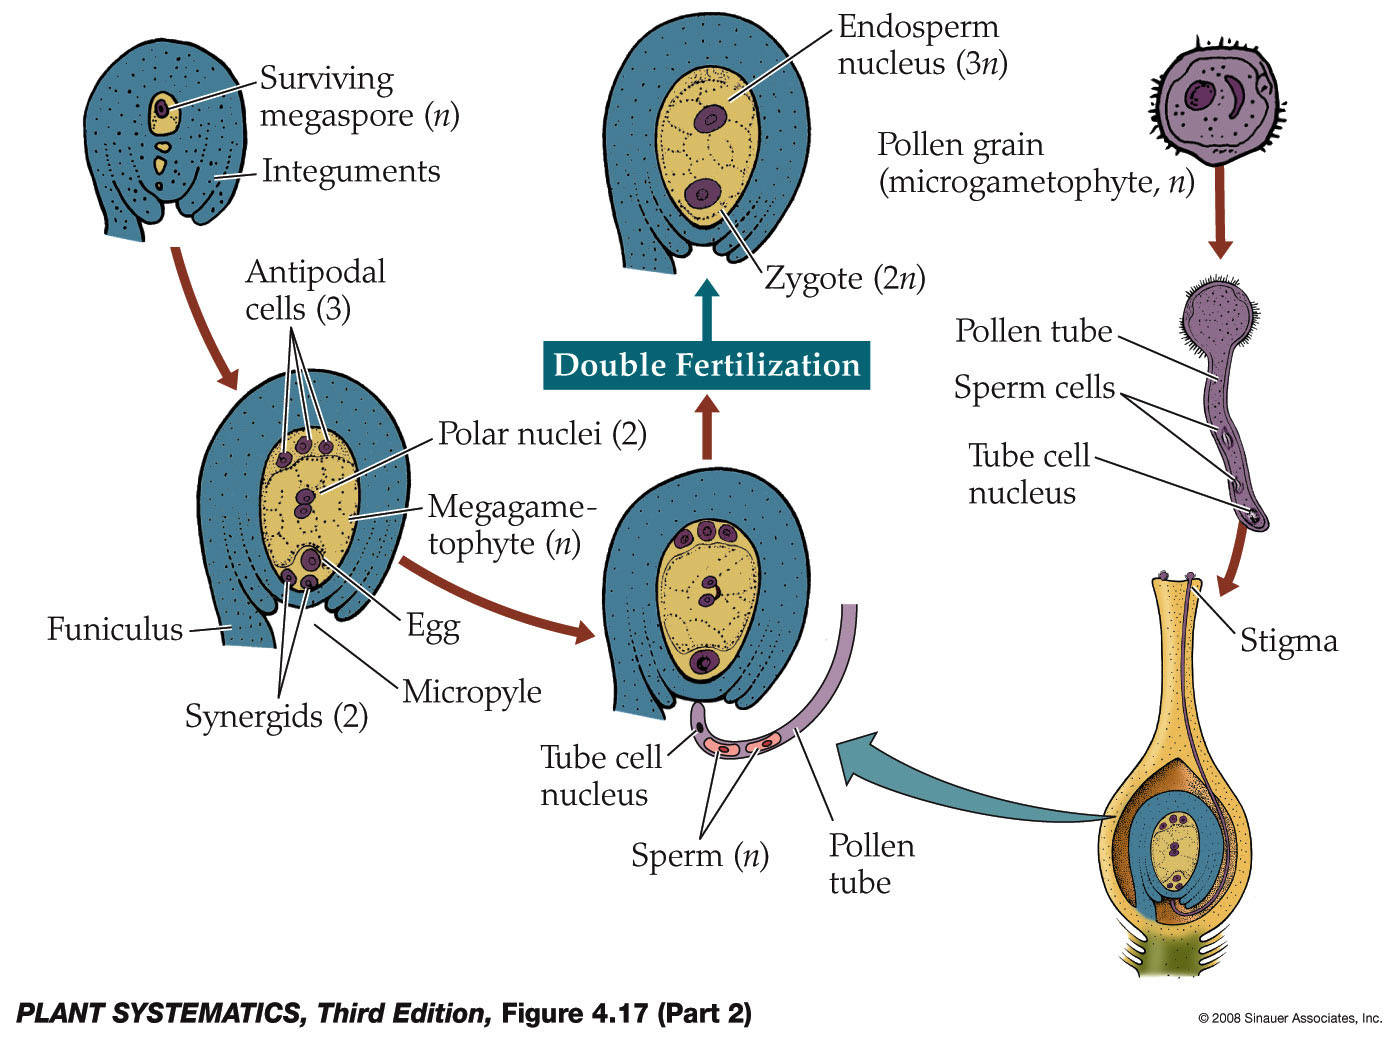 Surviving
megaspore (n)
Integuments
Endosperm
nucleus (3n)
Pollen grain
(microgametophyte, n)
Antipodal
cells (3)
Zygote (2n)
Double Fertilization
Pollen tube
Sperm cells
Tube cell
nucleus
Polar nuclei (2)
Megagame-
tophyte (n)
Egg
Funiculus
Micropyle
Synergids (2)
Stigma
Tube cell
nucleus
Sperm (n)
Pollen
tube
PLANT SYSTEMATICS, Third Edition, Figure 4.17 (Part 2)
© 2008 Sinauer Associates, Inc.